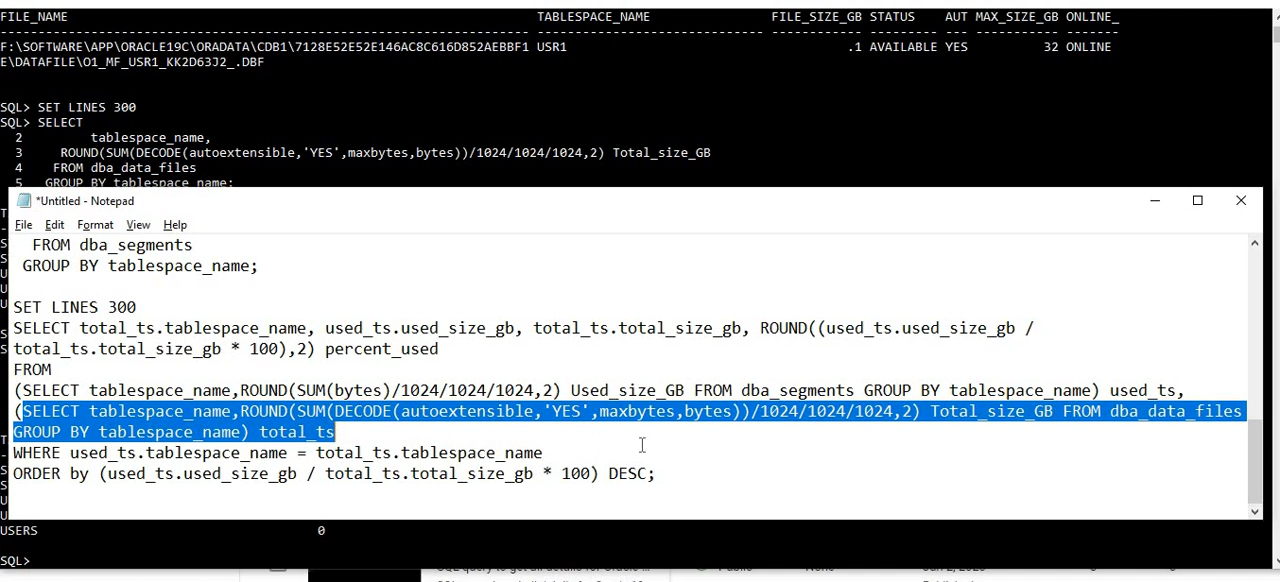 FILE_NAME TABLESPACE_NAME FILE_SIZE_GB STATUS AUT MAX_SIZE_GB ONLINE_
F:\SOFTWARE\APP\ORACLE19C\ORADATA\CDB1\7128E52E52E146AC8C616D852AEBBF1 USR1 .1 AVAILABLE YES 32 ONLINE
E\DATAFILE\O1_MF_USR1_KK2D63J2_.DBF
SQL> SET LINES 300
SQL> SELECT
2 tablespace_name,
3 ROUND(SUM(DECODE(autoextensible,'YES',maxbytes,bytes))/1024/1024/1024,2) Total_size_GB
4 FROM dba_data_files
5 GROUP BY tablespace_name;
*Untitled - Notepad
File Edit Format View Help
FROM dba_segments
GROUP BY tablespace_name;
SET LINES 300
SELECT total_ts.tablespace_name, used_ts.used_size_gb, total_ts.total_size_gb, ROUND((used_ts.used_size_gb /
total_ts.total_size_gb * 100),2) percent_used
FROM
(SELECT tablespace_name,ROUND(SUM(bytes)/1024/1024/1024,2) Used_size_GB FROM dba_segments GROUP BY tablespace_name) used_ts,
(SELECT tablespace_name,ROUND(SUM(DECODE(autoextensible,'YES',maxbytes,bytes))/1024/1024/1024,2) Total_size_GB FROM dba_data_files
GROUP BY tablespace_name) total_ts
WHERE used_ts.tablespace_name = total_ts.tablespace_name
ORDER by (used_ts.used_size_gb / total_ts.total_size_gb * 100) DESC;
USERS 0
SQL>